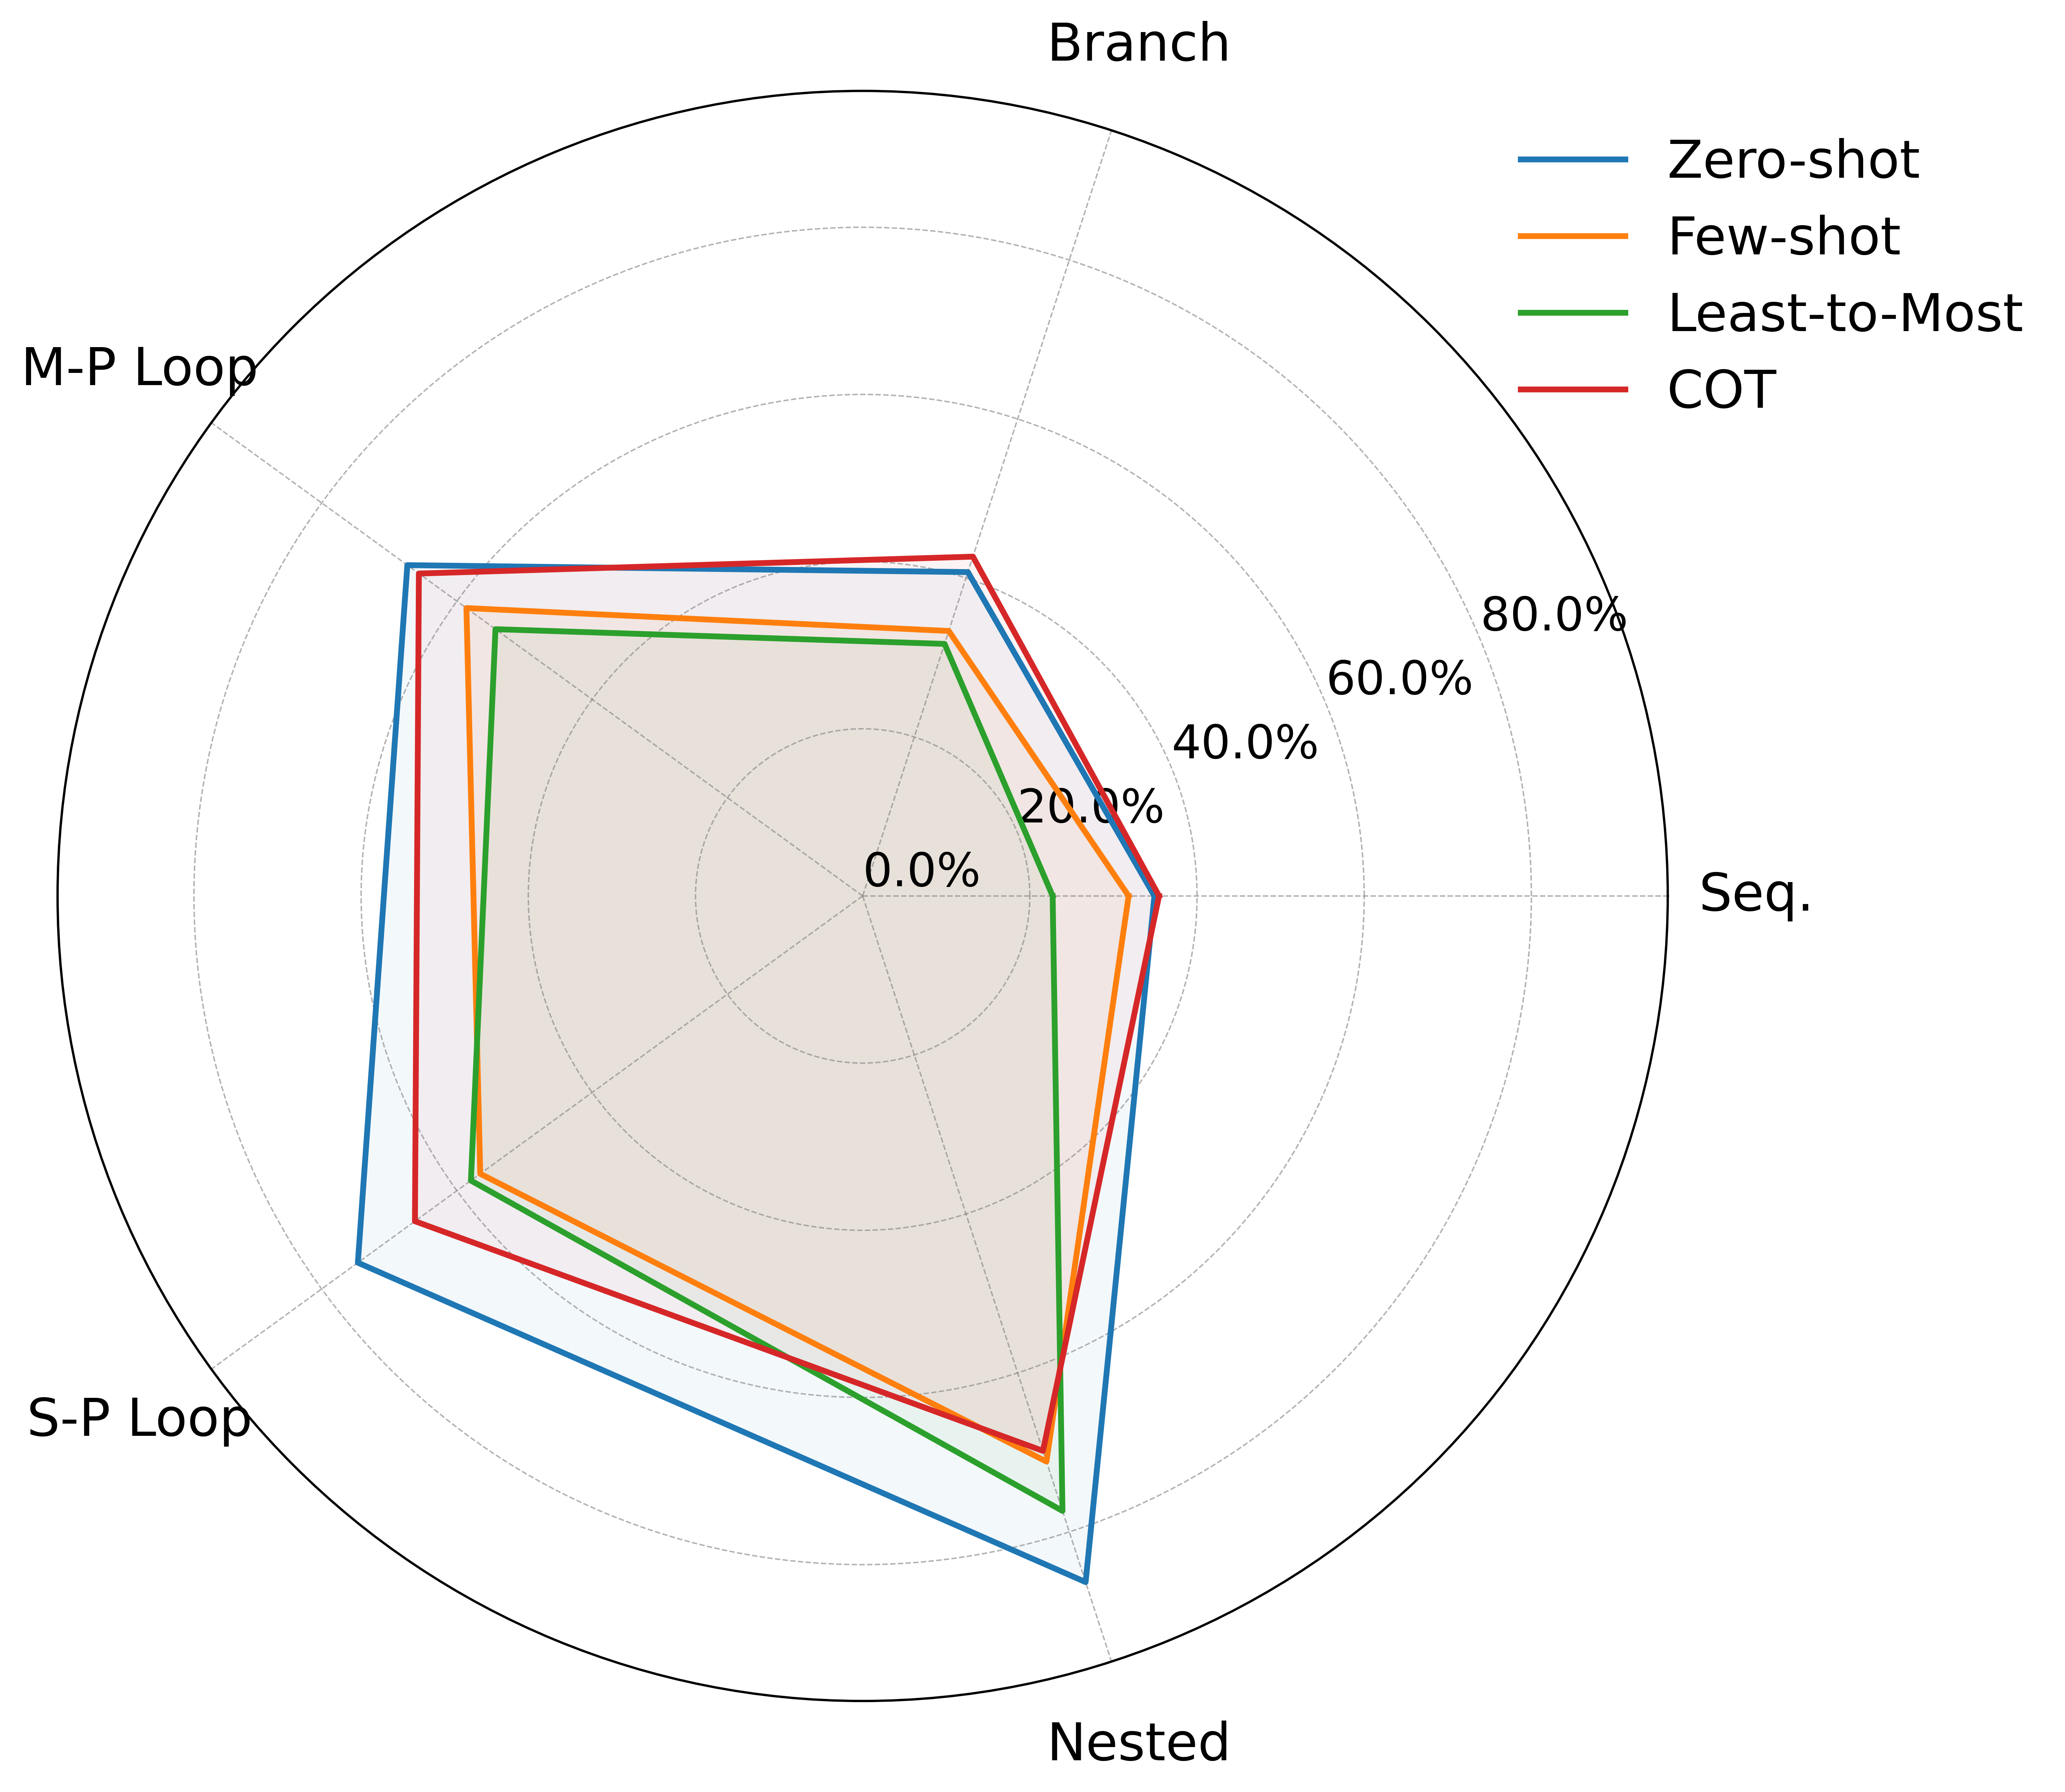 Branch
Zero-shot
Few-shot
Least-to-Most
COT
M-P Loop
80.0%
60.0%
40.0%
20.0%
0.0%
Seq.
S-P Loop
Nested